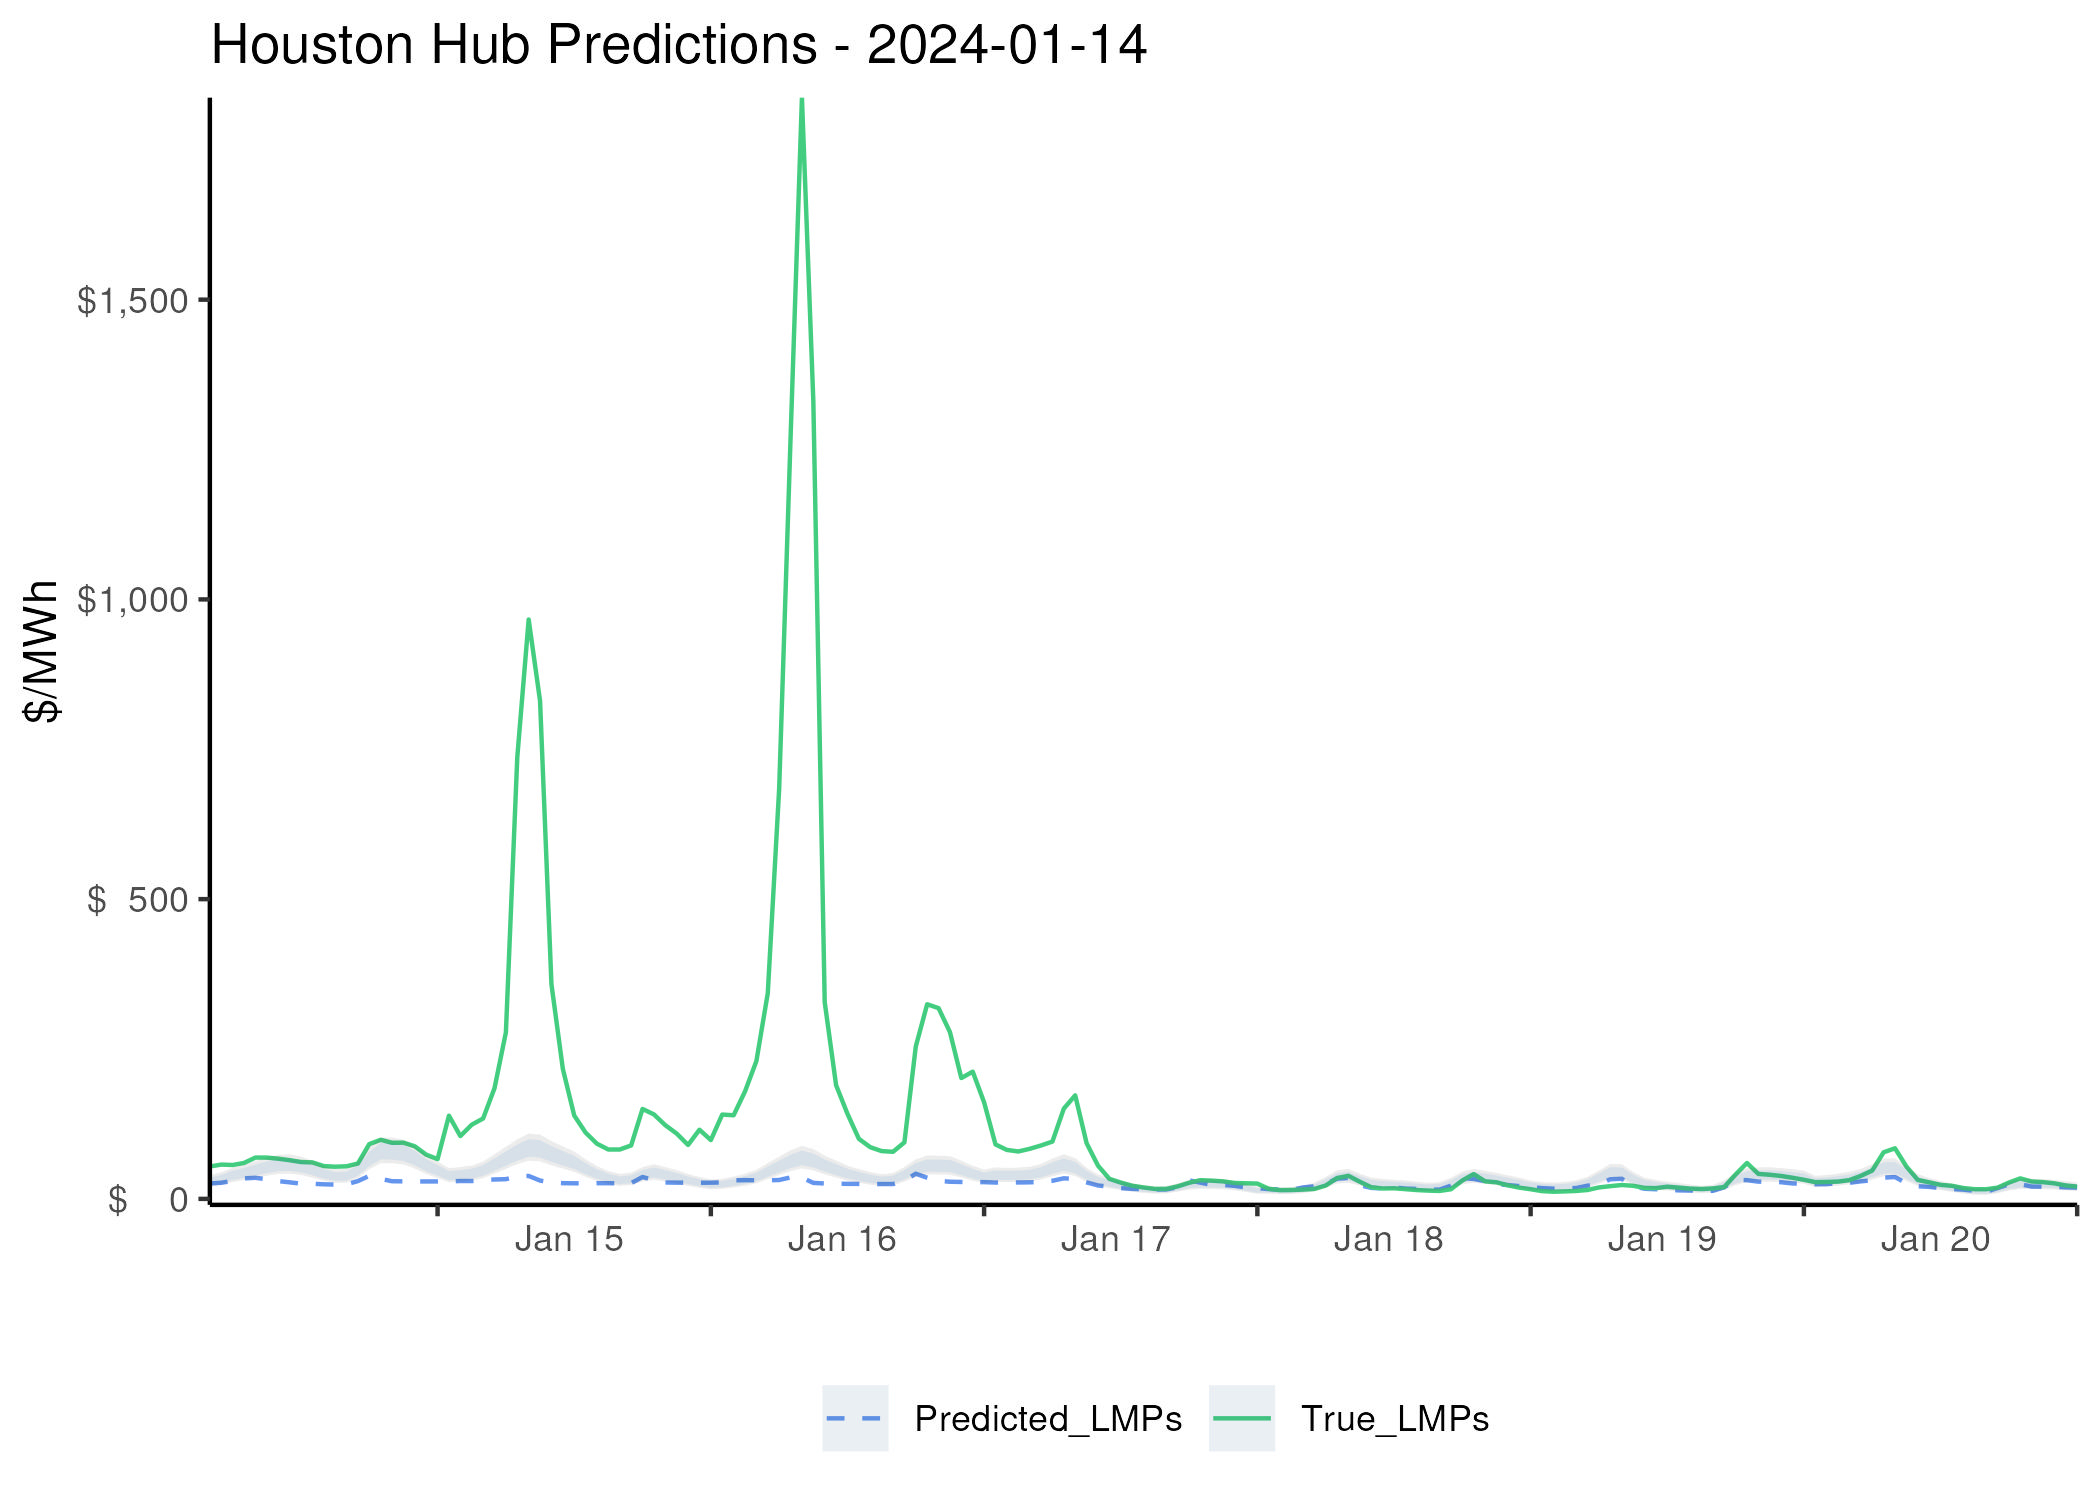 Houston Hub Predictions - 2024-01-14
$/MWh
$1,500
$1,000
$ 500
$ 0
Jan 15 Jan 16 Jan 17 Jan 18 Jan 19 Jan 20
Predicted_LMPs True_LMPs